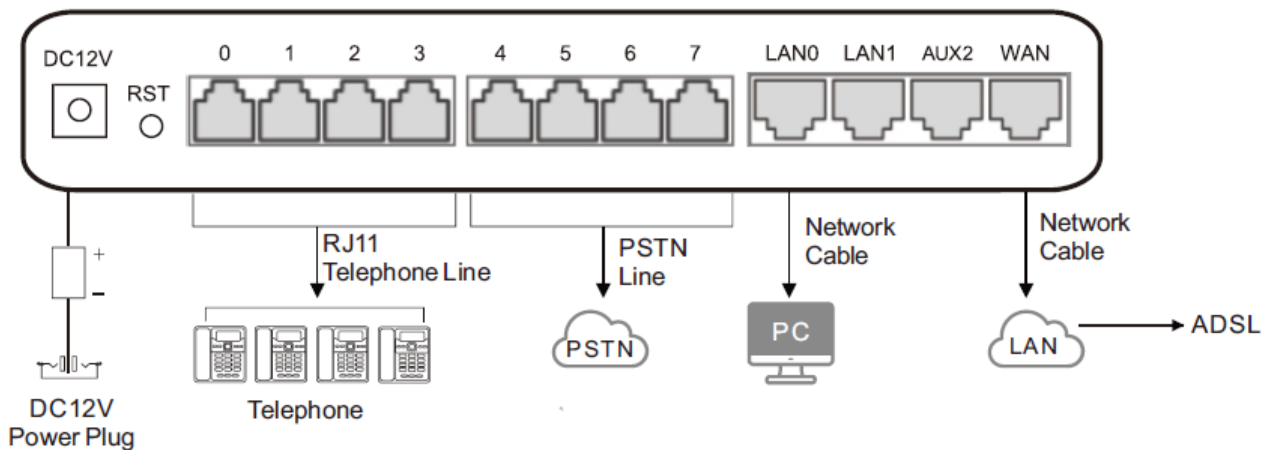 DC12V
RST
0 1 2 3 4 5 6 7 LAN0 LAN1 AUX2 WAN
+
–
DC12V
Power Plug
RJ11
Telephone Line
Telephone
PSTN
Line
PSTN
Network
Cable
PC
Network
Cable
LAN
ADSL